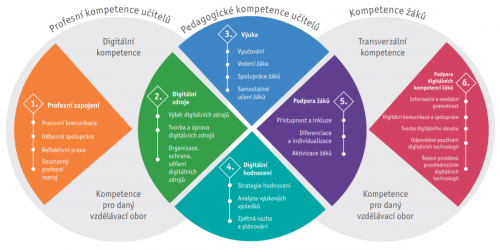 Profesní kompetence učitelů
Pedagogické kompetence učitelů
Kompetence žáků
Digitální
kompetence
Transverzální
kompetence
1.
Profesní zapojení
Pracovní komunikace
Odborná spolupráce
Reflektivní praxe
Soustavný
profesní
rozvoj
2.
Digitální
zdroje
Výběr digitálních zdrojů
Tvorba a úprava
digitálních zdrojů
Organizace,
ochrana,
sdílení
digitálních
zdrojů
3.
Výuka
Vyučování
Vedení žáka
Spolupráce žáků
Samostatné
učení žáků
4.
Digitální
hodnocení
Strategie hodnocení
Analýza výukových
výsledků
Zpětná vazba
a plánování
5.
Podpora žáků
Přístupnost a inkluze
Diferenciace
a individualizace
Aktivizace žáků
6.
Podpora
digitálních
kompetencí žáků
Informační a mediální
gramotnost
Digitální komunikace a spolupráce
Tvorba digitálního obsahu
Odpovědné používání
digitálních technologií
Řešení problémů
prostřednictvím
digitálních
technologií
Kompetence
pro daný
vzdělávací obor
Kompetence
pro daný
vzdělávací obor